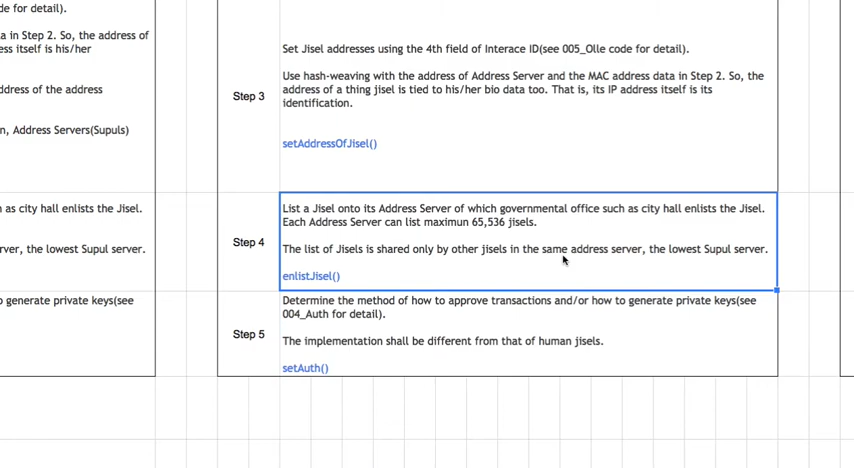 de for detail).
a in Step 2. So, the address of
ess itself is his/her
ddress of the address
n, Address Servers(Supuls)
as city hall enlists the Jisel.
rver, the lowest Supul server.
o generate private keys(see
Step 3
Set Jisel addresses using the 4th field of Interace ID(see 005_Olle code for detail).
Use hash-weaving with the address of Address Server and the MAC address data in Step 2. So, the
address of a thing jisel is tied to his/her bio data too. That is, its IP address itself is its
identification.
setAddressOfJisel()
Step 4
List a Jisel onto its Address Server of which governmental office such as city hall enlists the Jisel.
Each Address Server can list maximun 65,536 jisels.
The list of Jisels is shared only by other jisels in the same address server, the lowest Supul server.
enlistJisel()
Step 5
Determine the method of how to approve transactions and/or how to generate private keys(see
004_Auth for detail).
The implementation shall be different from that of human jisels.
setAuth()